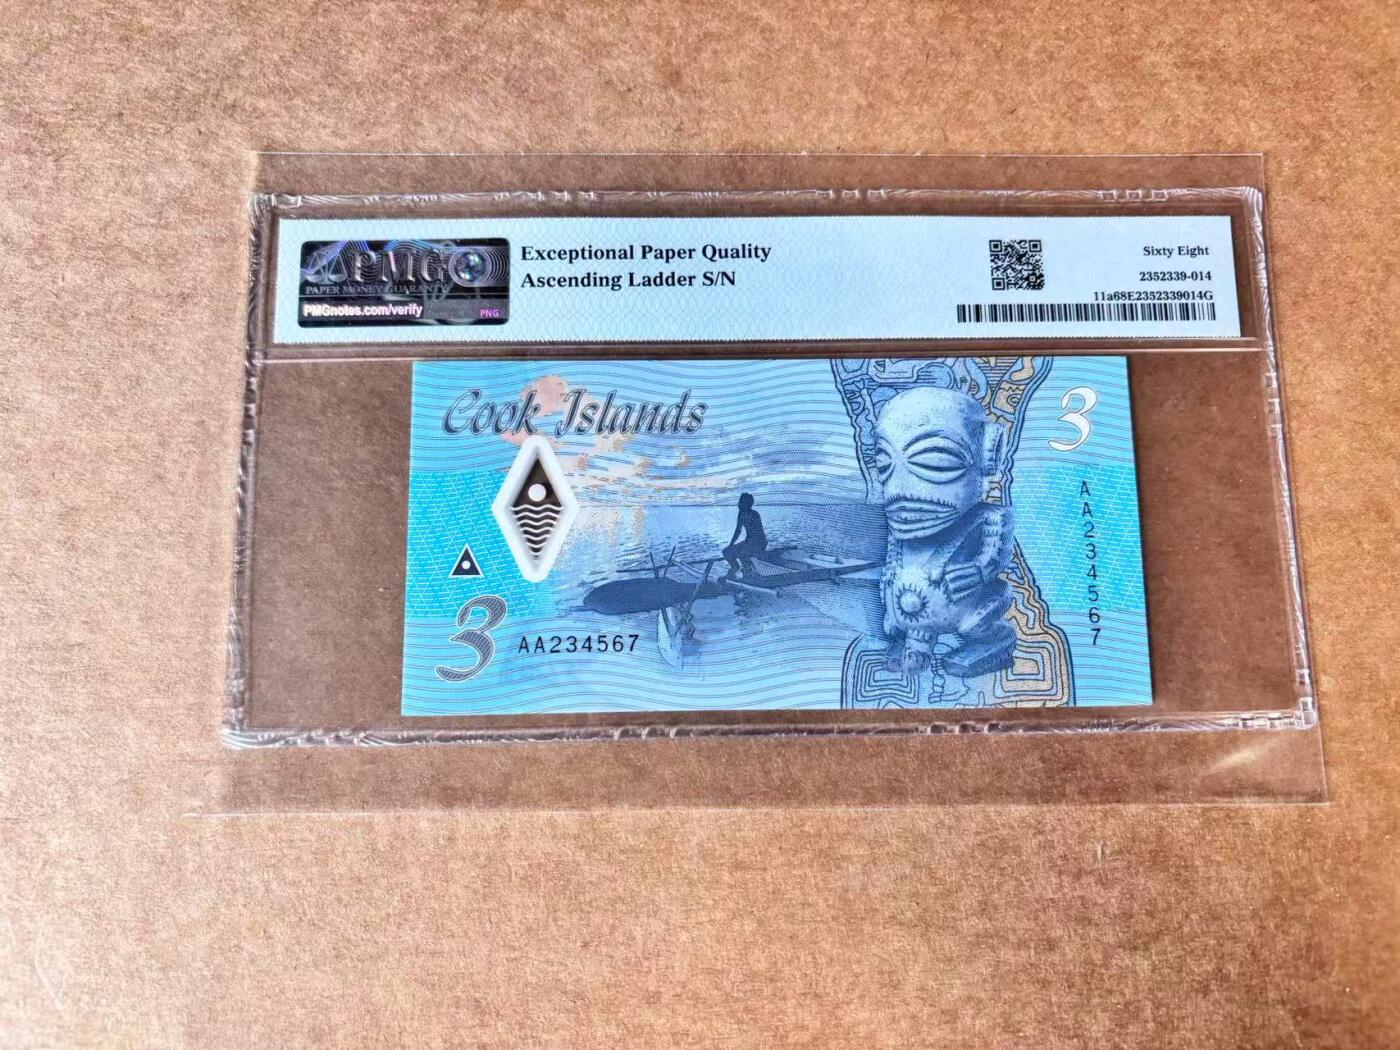 PMG
PAPER MONEY GUARANTY
PMGnotes.com/verify
PNG
Exceptional Paper Quality
Ascending Ladder S/N
Sixty Eight
2352339-014
11a68E2352339014G
Cook Islands
3
AA234567
3
AA234567